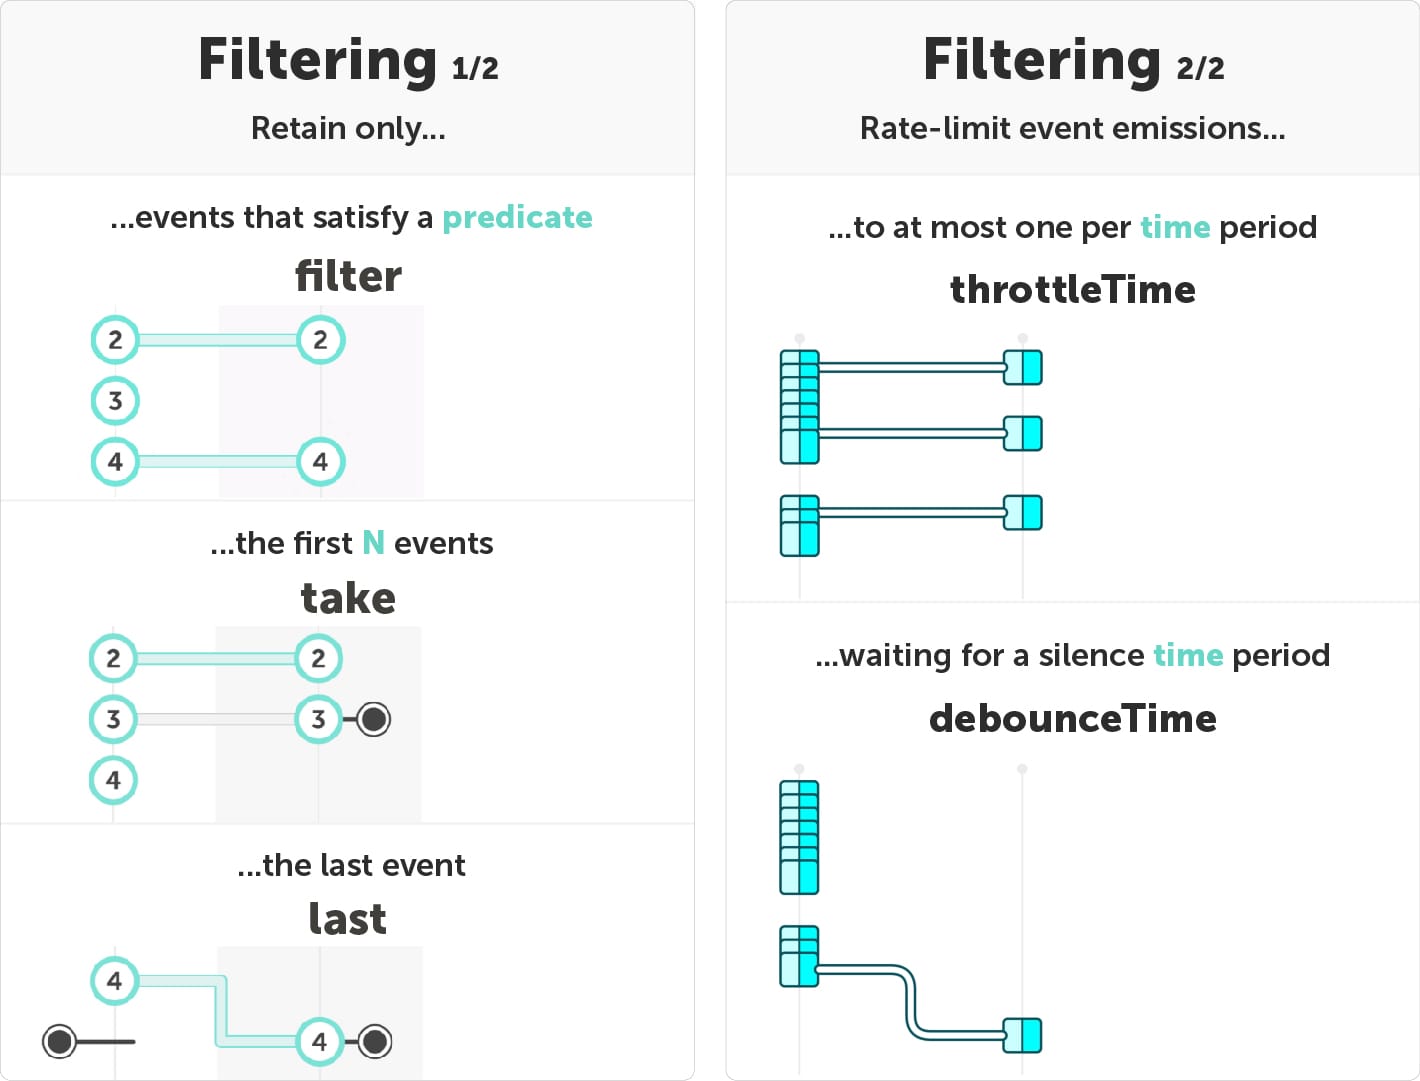 Filtering 1/2
Retain only...
...events that satisfy a predicate
filter
2 2
3
4 4
...the first N events
take
2 2
3 3
4
...the last event
last
4
4
Filtering 2/2
Rate-limit event emissions...
...to at most one per time period
throttleTime
...waiting for a silence time period
debounceTime